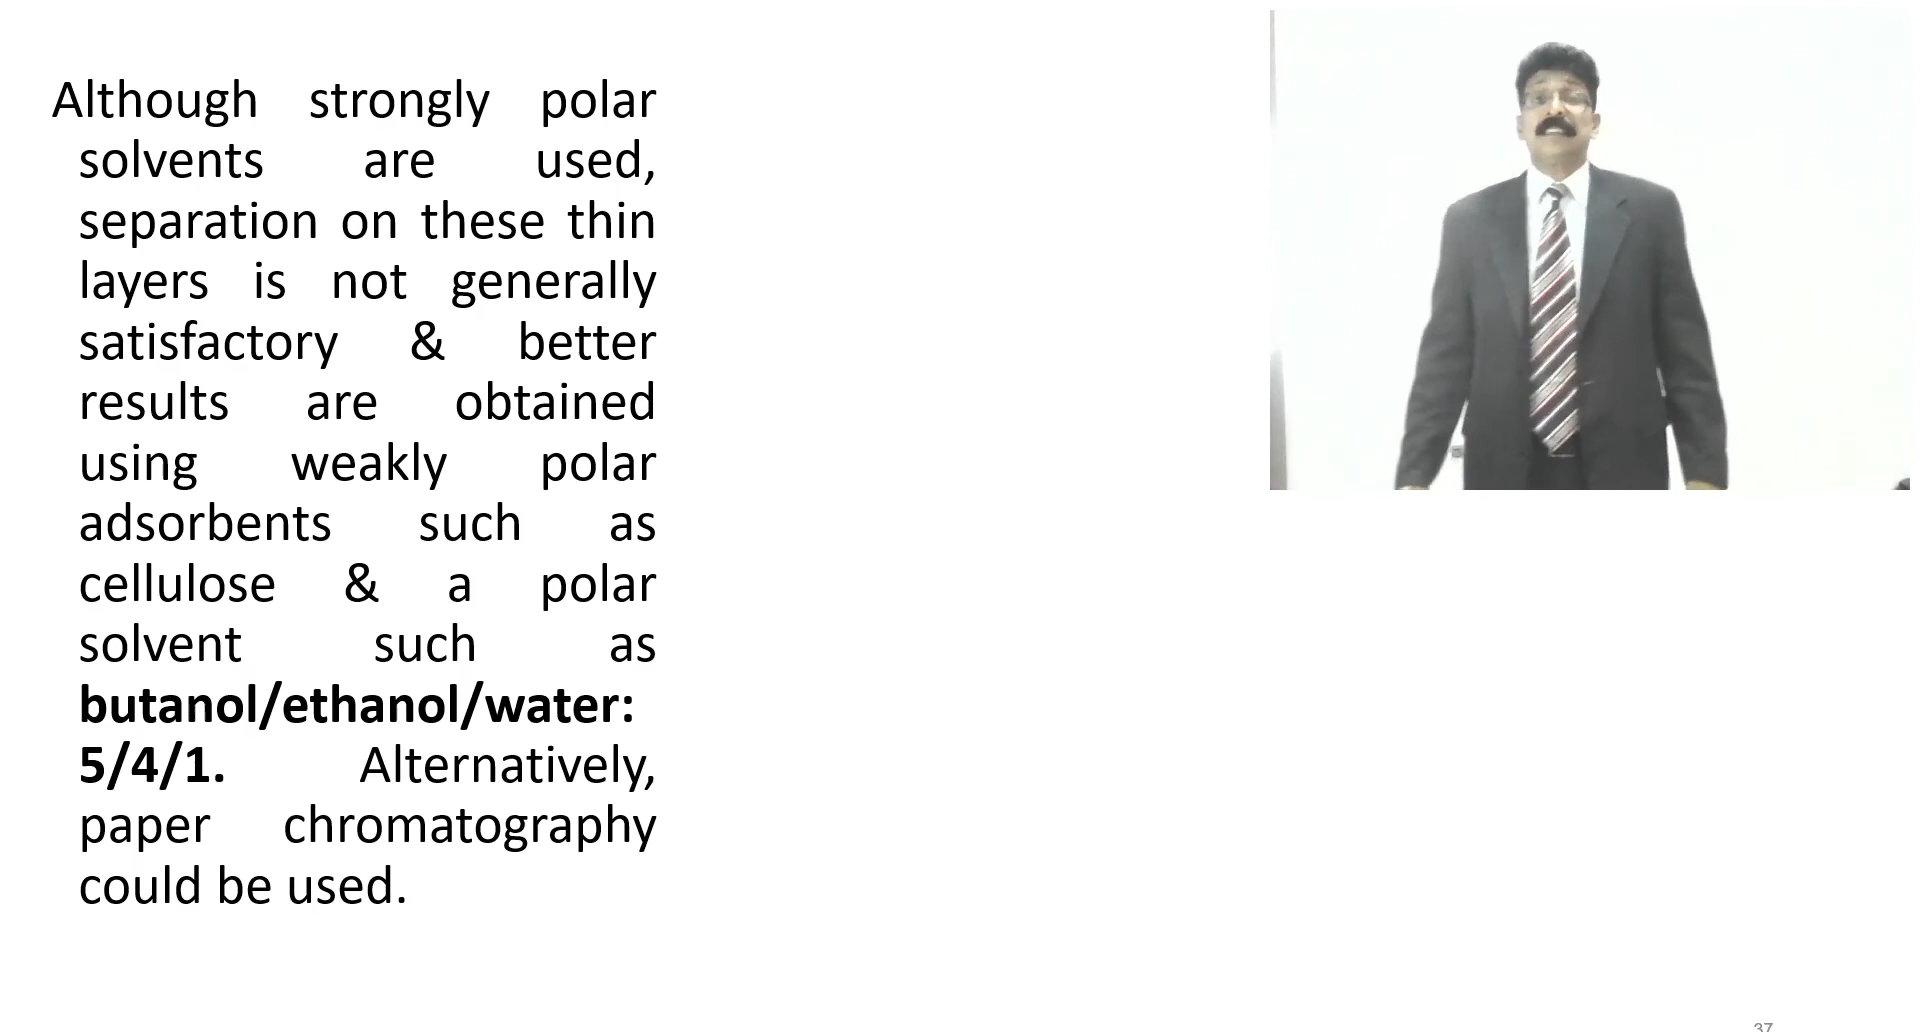 Although strongly polar
solvents are used,
separation on these thin
layers is not generally
satisfactory & better
results are obtained
using weakly polar
adsorbents such as
cellulose & a polar
solvent such as
butanol/ethanol/water:
5/4/1. Alternatively,
paper chromatography
could be used.
37